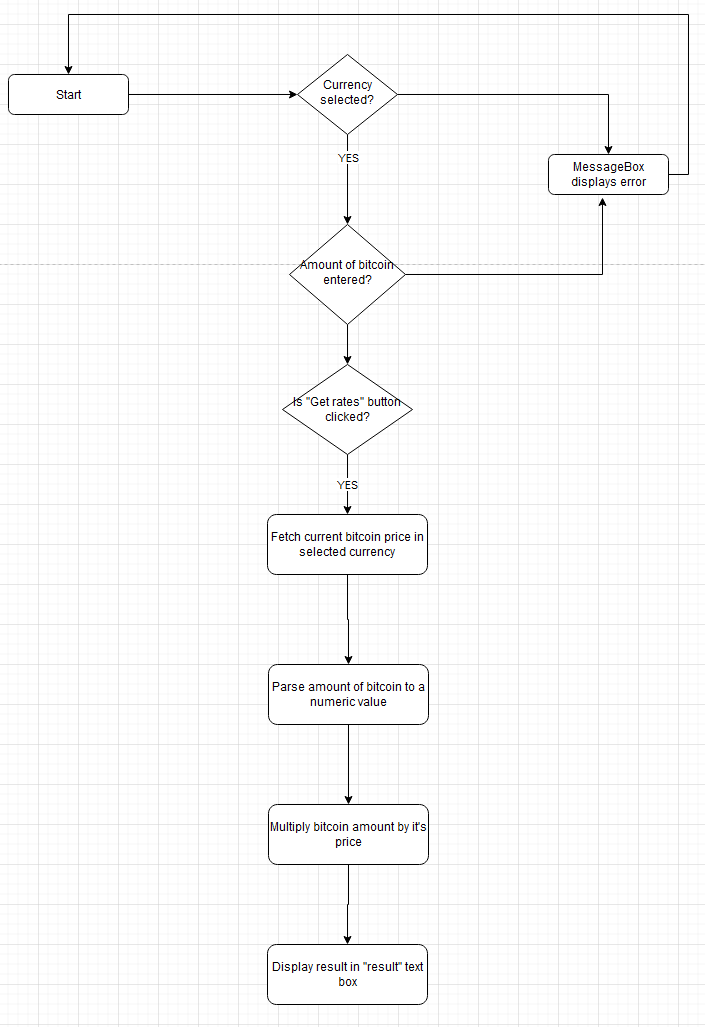 Start
Currency
selected?
YES
MessageBox
displays error
Amount of bitcoin
entered?
Is "Get rates" button
clicked?
YES
Fetch current bitcoin price in
selected currency
Parse amount of bitcoin to a
numeric value
Multiply bitcoin amount by it's
price
Display result in "result" text
box